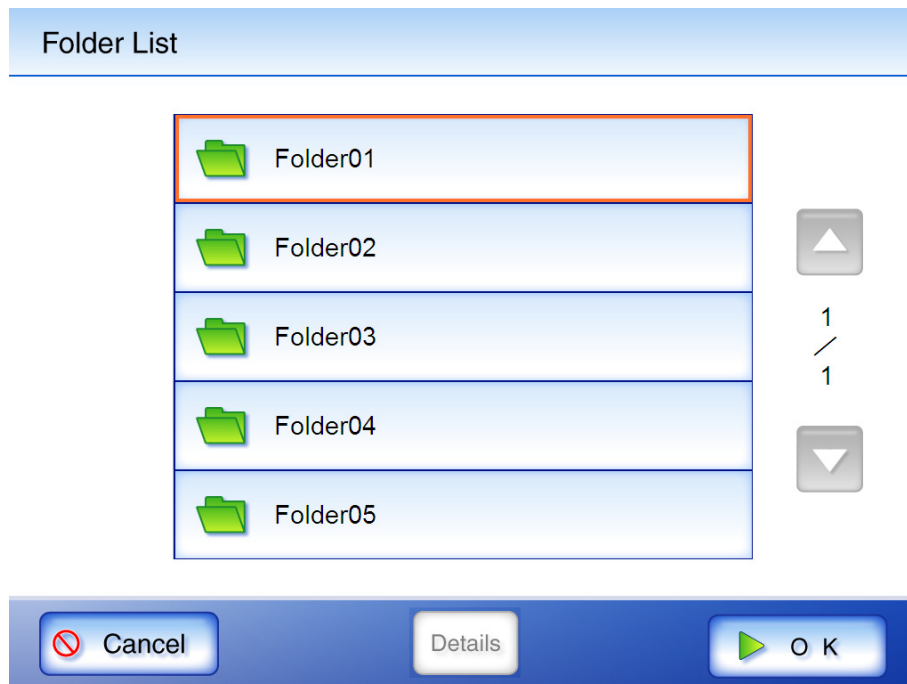 Folder List
Folder01
Folder02
Folder03
Folder04
Folder05
1
/
1
Cancel
Details
O K